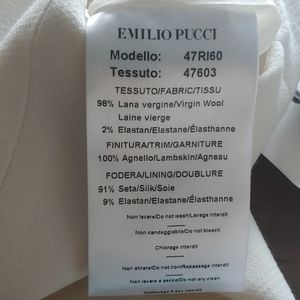 EMILIO PUCCI
Modello: 47RI60
Tessuto: 47603
TESSUTO/FABRIC/TISSU
98% Lana vergine/Virgin Wool
Laine vierge
2% Elastan/Elastane/Élasthanne
FINITURA/TRIM/GARNITURE
100% Agnello/Lambskin/Agneau
FODERA/LINING/DOUBLURE
91% Seta/Silk/Soie
9% Elastan/Elastane/Élasthanne
Non lavare/Do not wash/Lavage interdit
Non candeggiabile/Do not bleach
Chlorage interdit
Non stirare/Do not iron/Repassage interdit
Non lavare a secco/Do not dry clean
Nettoyage à sec interdit